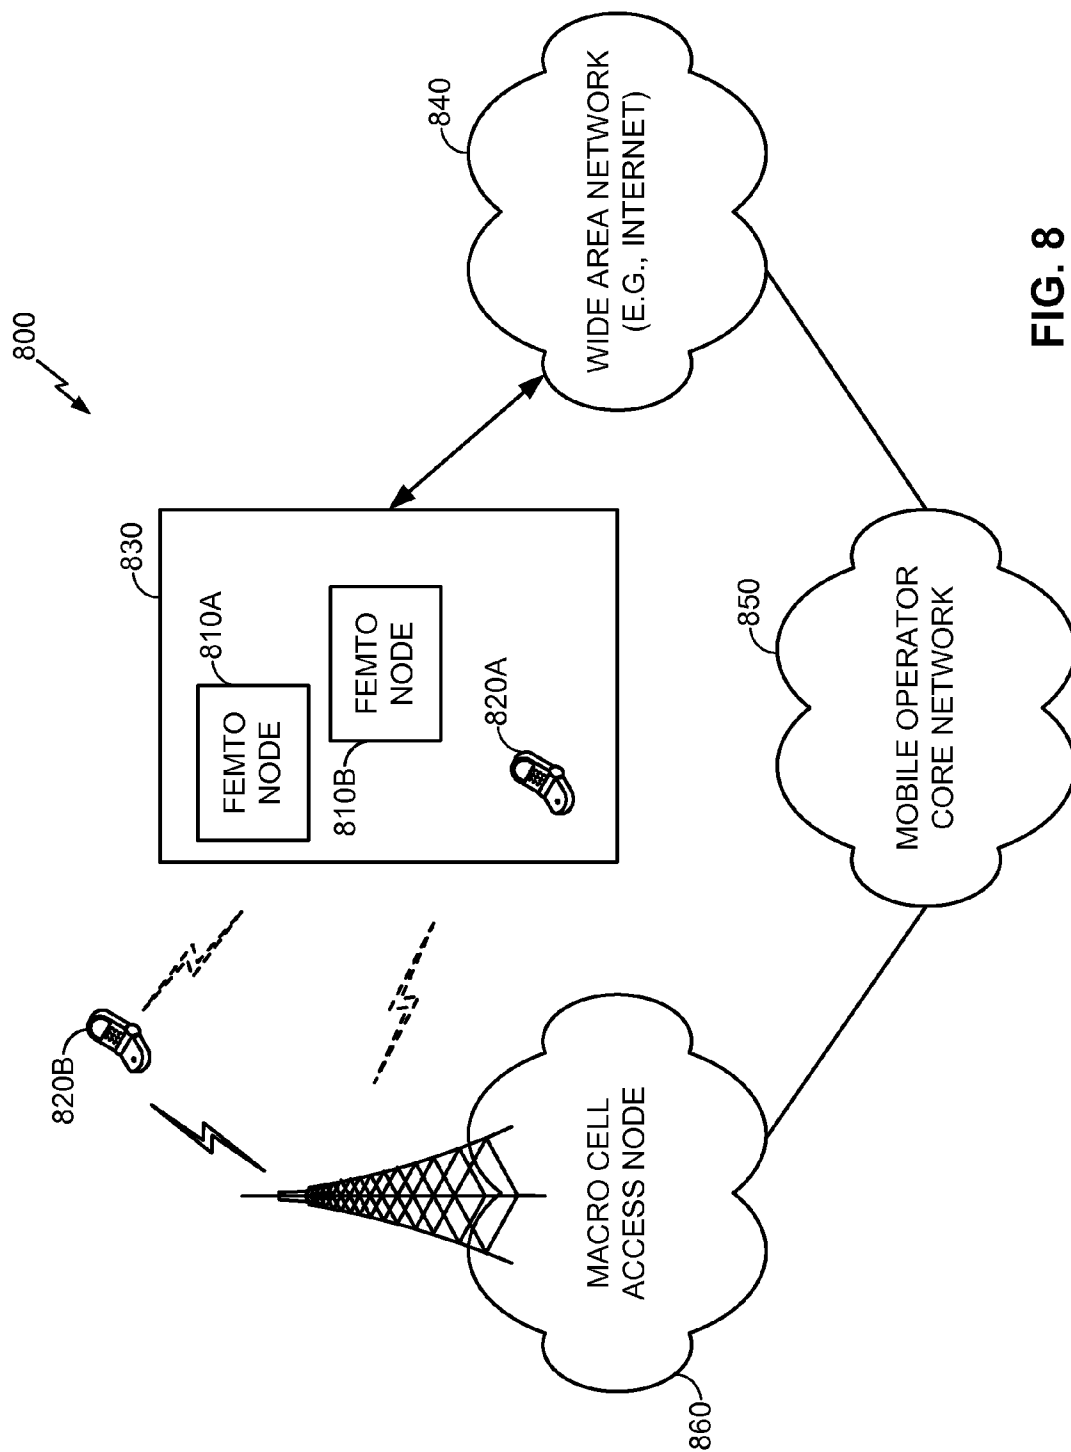 800
820B
830
810A
FEMTO
NODE
FEMTO
NODE
810B
820A
840
WIDE AREA NETWORK
(E.G., INTERNET)
MACRO CELL
ACCESS NODE
860
850
MOBILE OPERATOR
CORE NETWORK
FIG. 8